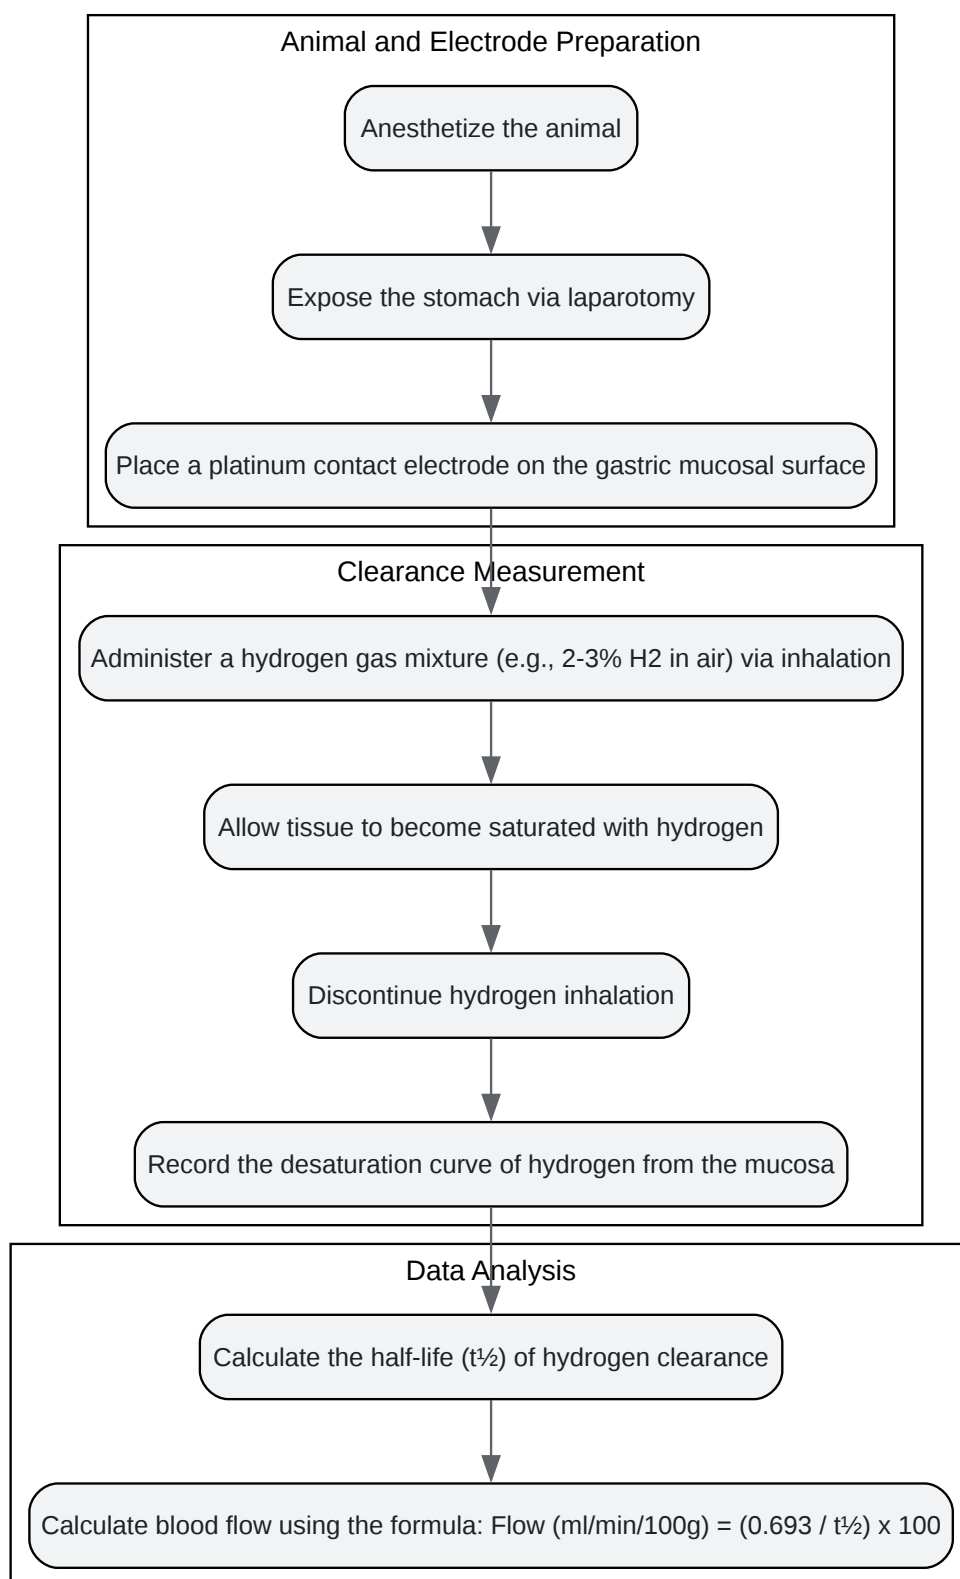 Animal and Electrode Preparation
Anesthetize the animal
Expose the stomach via laparotomy
Place a platinum contact electrode on the gastric mucosal surface
Clearance Measurement
Administer a hydrogen gas mixture (e.g., 2-3% H2 in air) via inhalation
Allow tissue to become saturated with hydrogen
Discontinue hydrogen inhalation
Record the desaturation curve of hydrogen from the mucosa
Data Analysis
Calculate the half-life (t½) of hydrogen clearance
Calculate blood flow using the formula: Flow (ml/min/100g) = (0.693 / t½) x 100